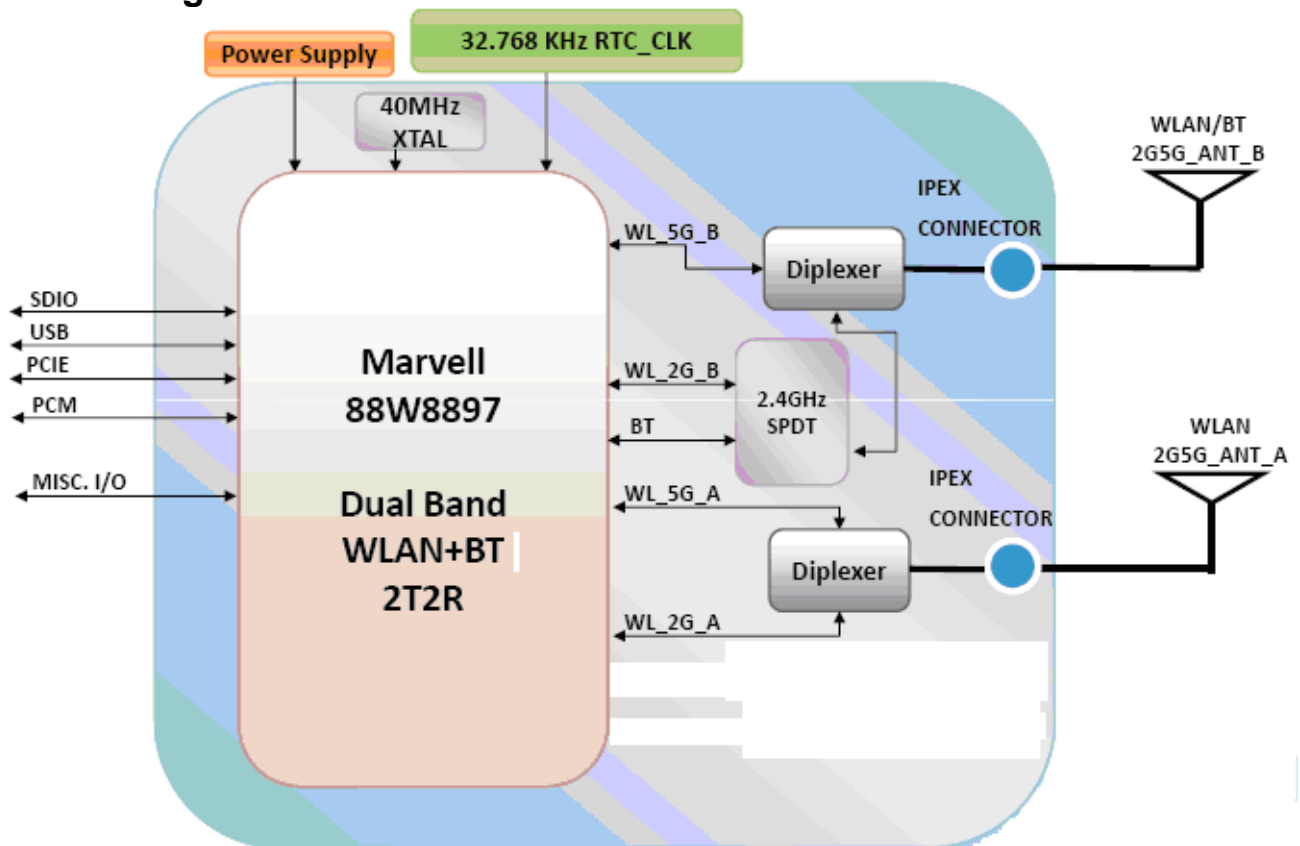 Power Supply
32.768 KHz RTC_CLK
40MHz
XTAL
WLAN/BT
2G5G_ANT_B
IPEX
CONNECTOR
WL_5G_B
Diplexer
SDIO
USB
PCIE
PCM
MISC. I/O
Marvell
88W8897
Dual Band
WLAN+BT
2T2R
WL_2G_B
BT
2.4GHz
SPDT
WLAN
2G5G_ANT_A
IPEX
CONNECTOR
WL_5G_A
Diplexer
WL_2G_A